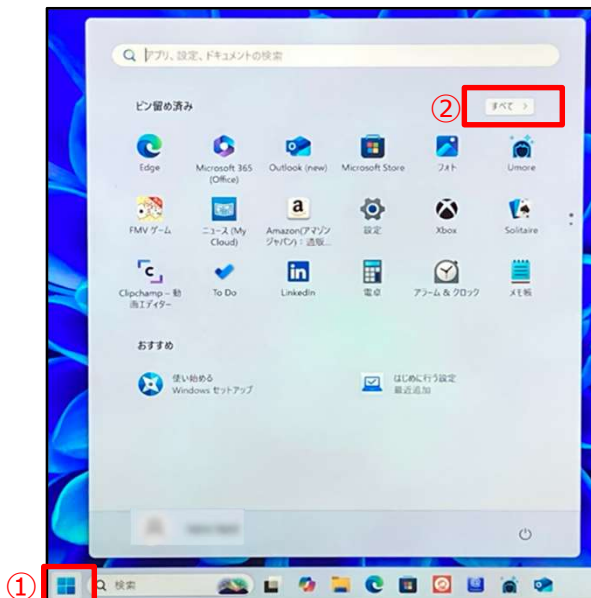 アプリ、設定、ドキュメントの検索
ピン留め済み
②
すべて >
Edge
Microsoft 365
(Office)
Outlook (new)
Microsoft Store
フォト
Umore
FMV ゲーム
ニュース (My
Cloud)
a
Amazon(アマゾン
ジャパン) : 通販...
設定
Xbox
Solitaire
Clipchamp – 動
画エディター
To Do
in
LinkedIn
電卓
アラーム & クロック
メモ帳
おすすめ
使い始める
Windows セットアップ
はじめに行う設定
最近追加
①
検索